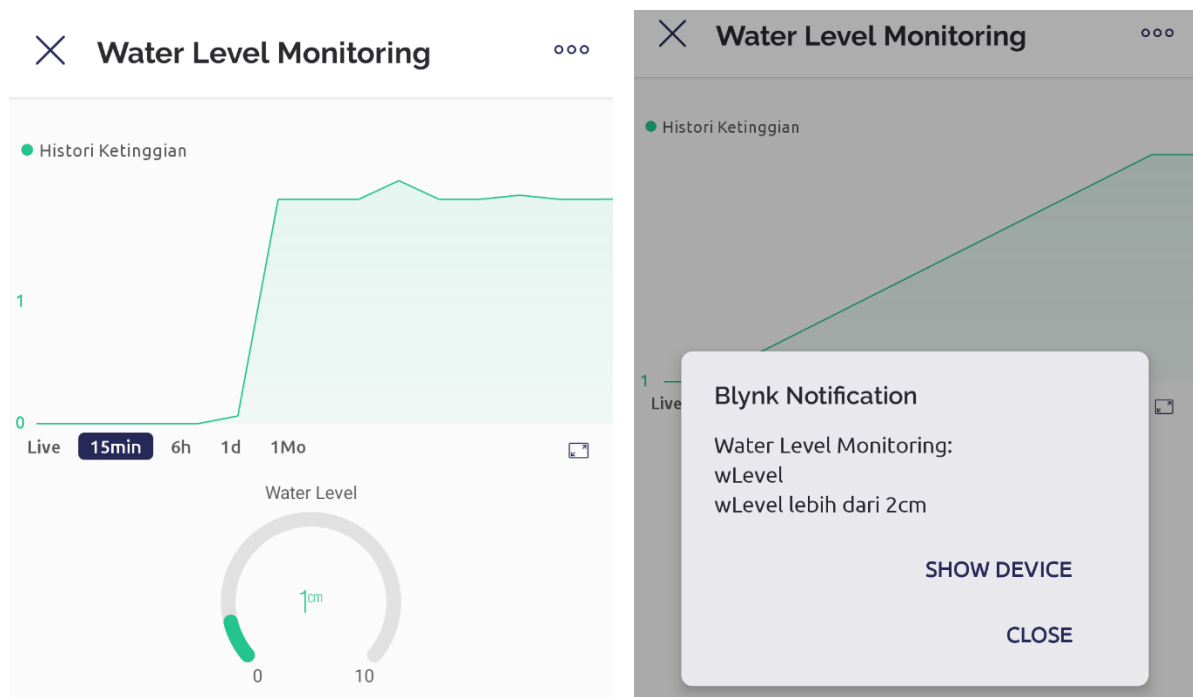 Water Level Monitoring
Histori Ketinggian
1
0
Live 15min 6h 1d 1Mo
Water Level
1cm
0 10
Water Level Monitoring
Histori Ketinggian
1
Live
Blynk Notification
Water Level Monitoring:
wLevel
wLevel lebih dari 2cm
SHOW DEVICE
CLOSE